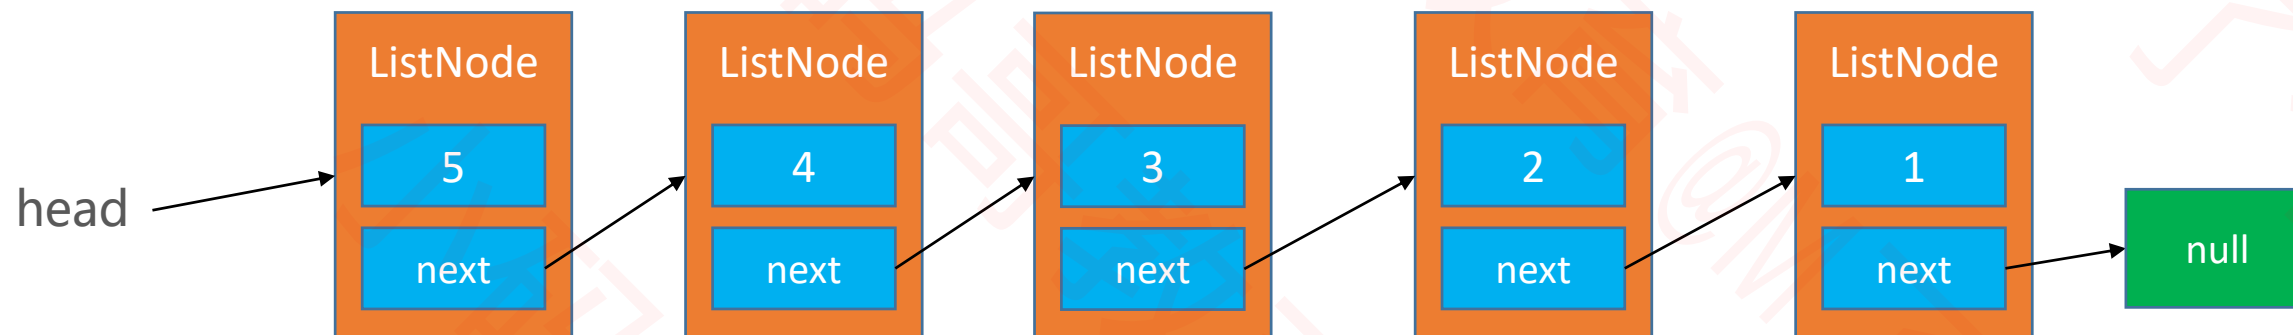 ListNode ListNode ListNode ListNode ListNode
5 4 3 2 1
head
next next next next next
null